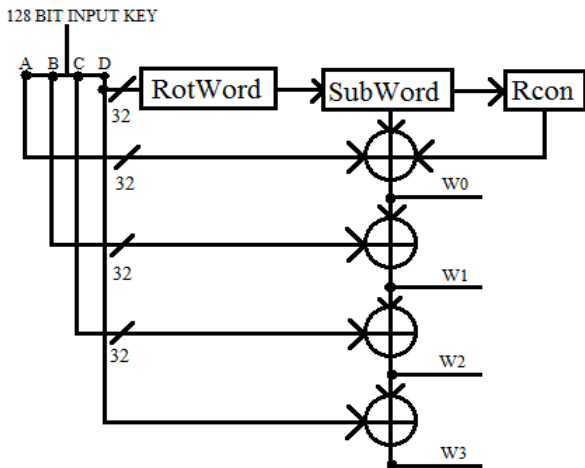 128 BIT INPUT KEY
A B C D
RotWord
SubWord
Rcon
32
32
W0
32
W1
32
W2
W3